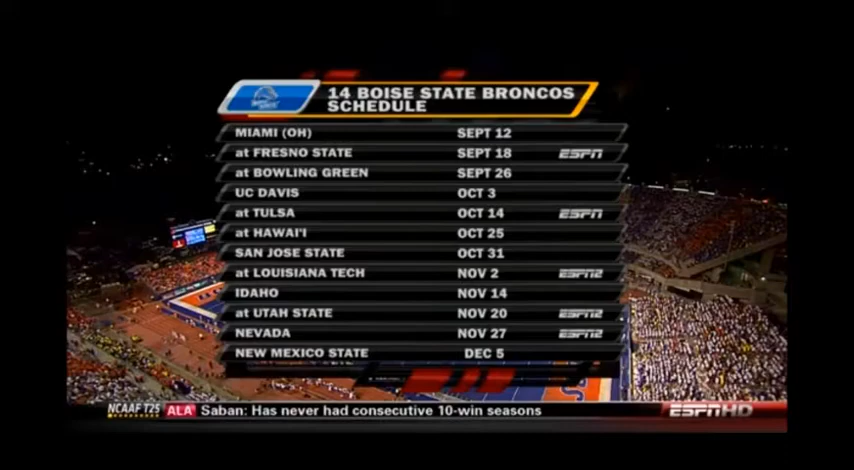 14 BOISE STATE BRONCOS
SCHEDULE
MIAMI (OH) SEPT 12
at FRESNO STATE SEPT 18 ESPN
at BOWLING GREEN SEPT 26
UC DAVIS OCT 3
at TULSA OCT 14 ESPN
at HAWAI'I OCT 25
SAN JOSE STATE OCT 31
at LOUISIANA TECH NOV 2 ESPN2
IDAHO NOV 14
at UTAH STATE NOV 20 ESPN2
NEVADA NOV 27 ESPN2
NEW MEXICO STATE DEC 5
NCAAF T25 ALA Saban: Has never had consecutive 10-win seasons ESPNHD